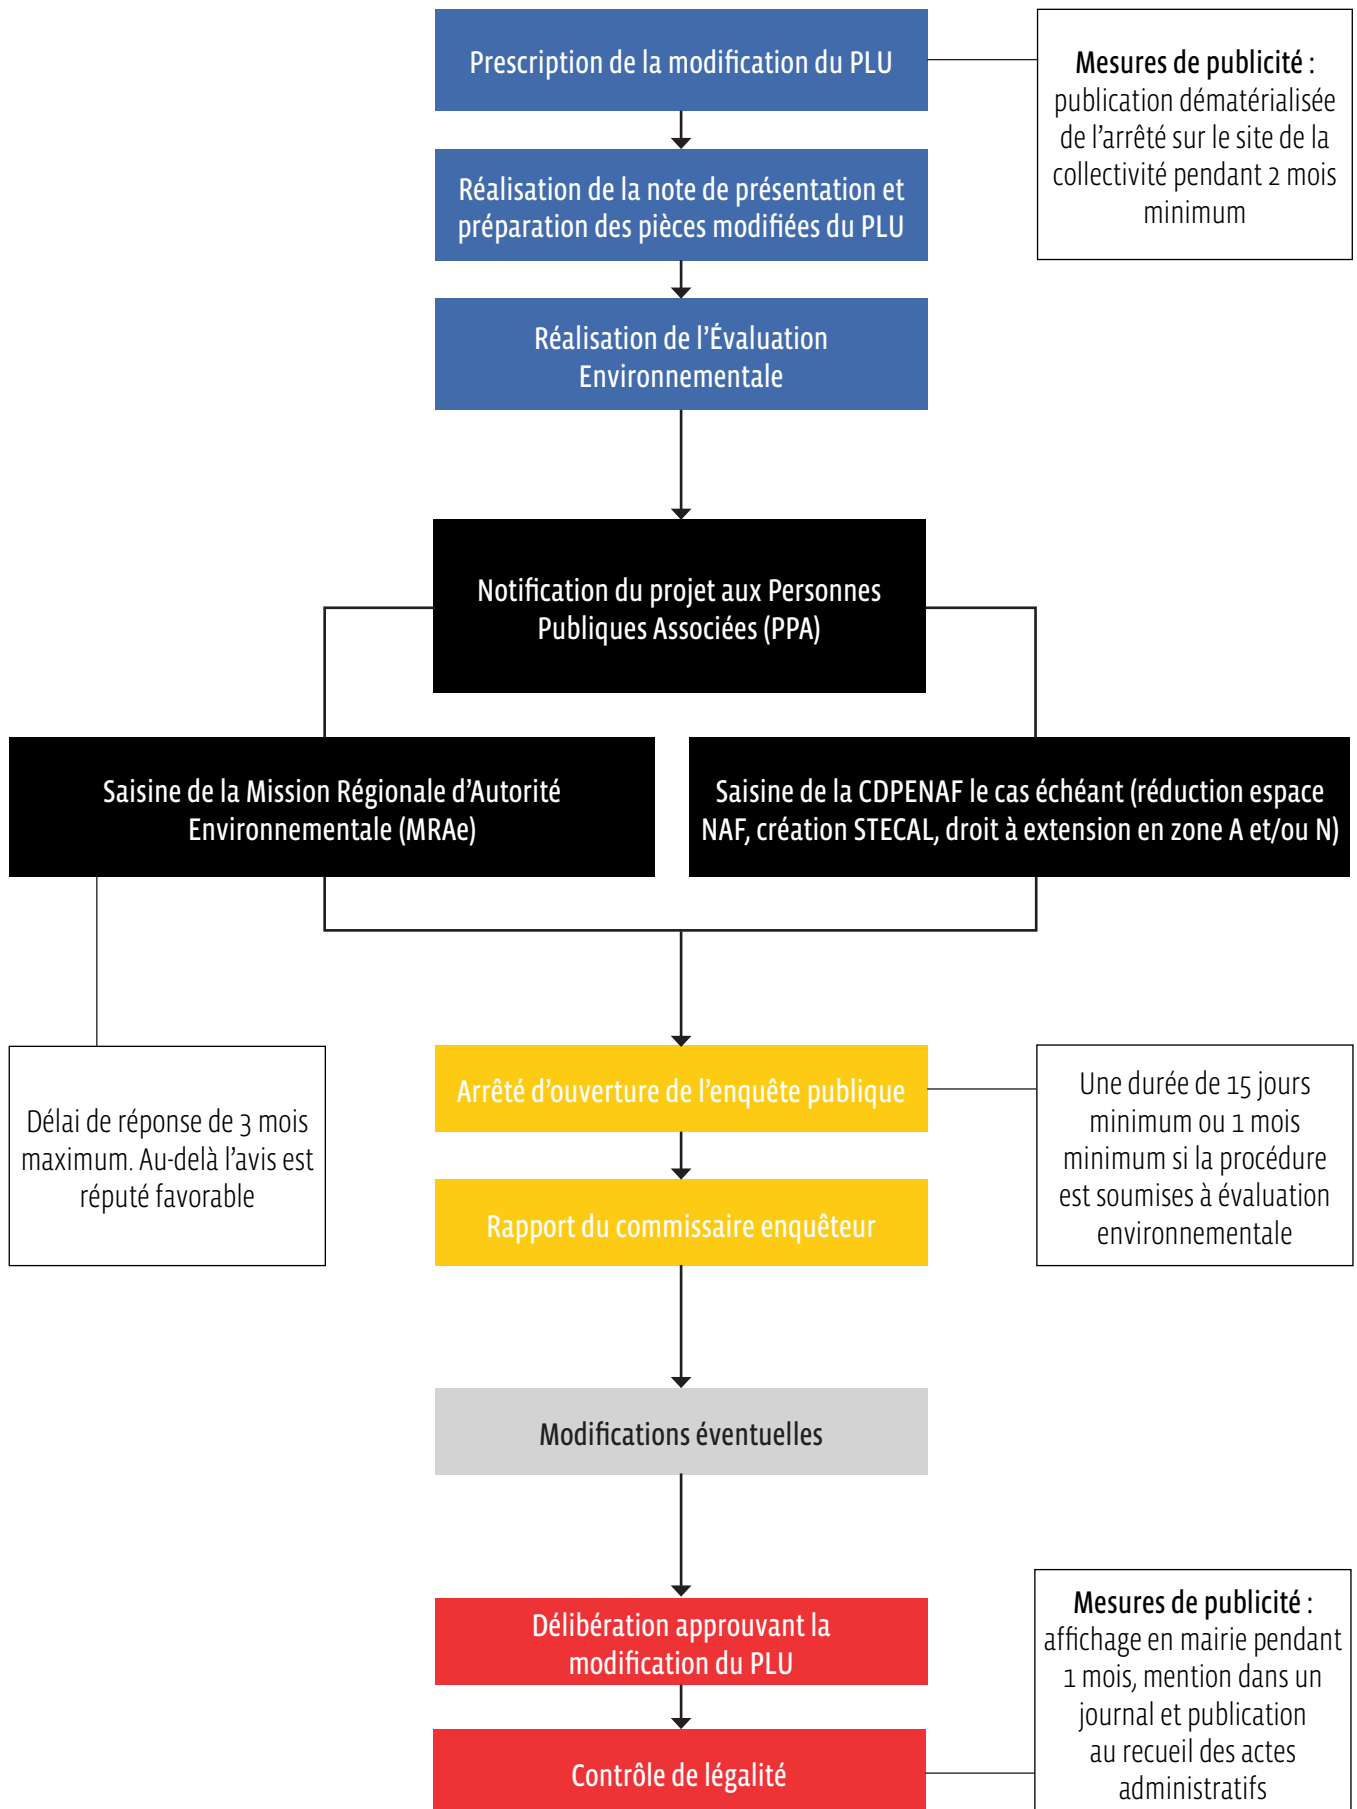 Prescription de la modification du PLU
Mesures de publicité :
publication dématérialisée
de l'arrêté sur le site de la
collectivité pendant 2 mois
minimum
Réalisation de la note de présentation et
préparation des pièces modifiées du PLU
Réalisation de l'Évaluation
Environnementale
Notification du projet aux Personnes
Publiques Associées (PPA)
Saisine de la Mission Régionale d'Autorité
Environnementale (MRAe)
Saisine de la CDPENAF le cas échéant (réduction espace
NAF, création STECAL, droit à extension en zone A et/ou N)
Délai de réponse de 3 mois
maximum. Au-delà l'avis est
réputé favorable
Arrêté d'ouverture de l'enquête publique
Une durée de 15 jours
minimum ou 1 mois
minimum si la procédure
est soumises à évaluation
environnementale
Rapport du commissaire enquêteur
Modifications éventuelles
Délibération approuvant la
modification du PLU
Mesures de publicité :
affichage en mairie pendant
1 mois, mention dans un
journal et publication
au recueil des actes
administratifs
Contrôle de légalité